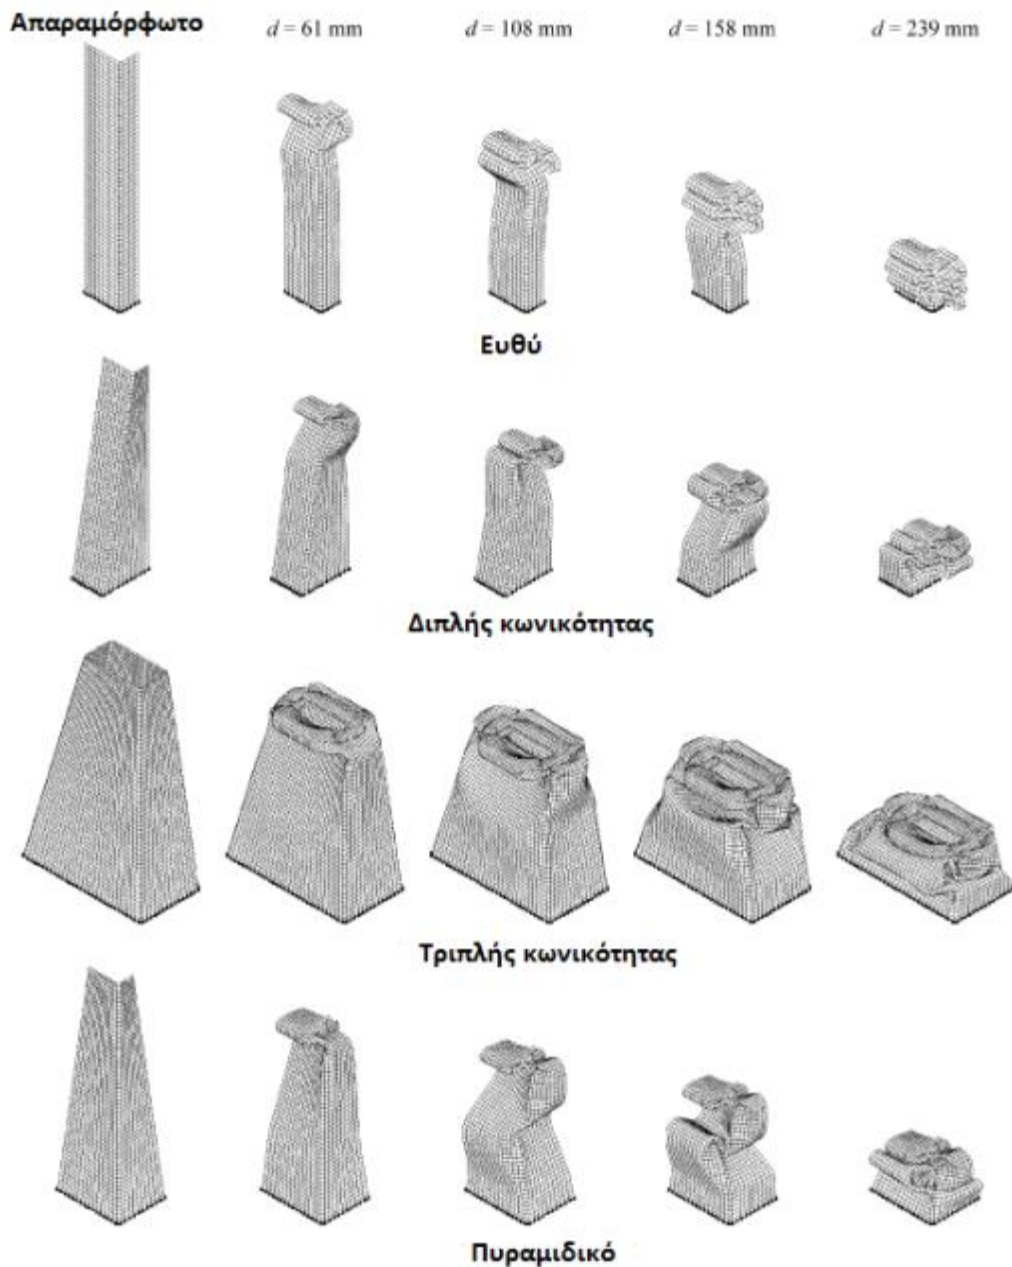 Απαραμόρφωτο d = 61 mm d = 108 mm d = 158 mm d = 239 mm
Ευθύ
Διπλής κωνικότητας
Τριπλής κωνικότητας
Πυραμιδικό